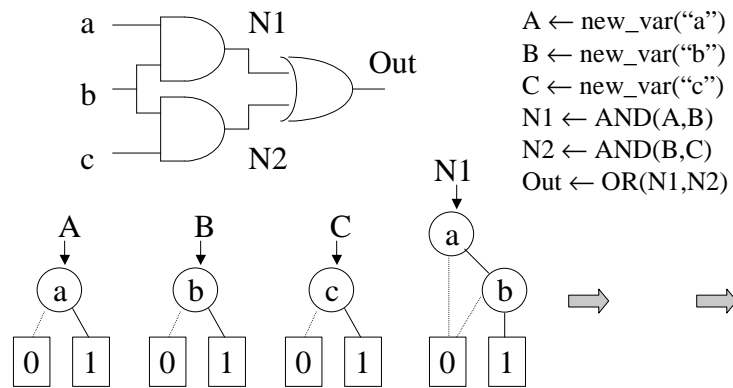 a
b
c
N1
N2
Out
A ← new_var(“a”)
B ← new_var(“b”)
C ← new_var(“c”)
N1 ← AND(A,B)
N2 ← AND(B,C)
Out ← OR(N1,N2)
A
B
C
N1
a
b
c
a
b
0 1
0 1
0 1
0 1